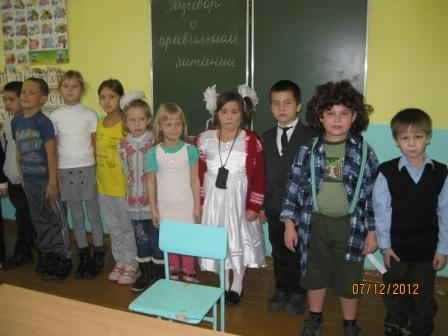 Разговор
о
правильном
питании
07/12/2012